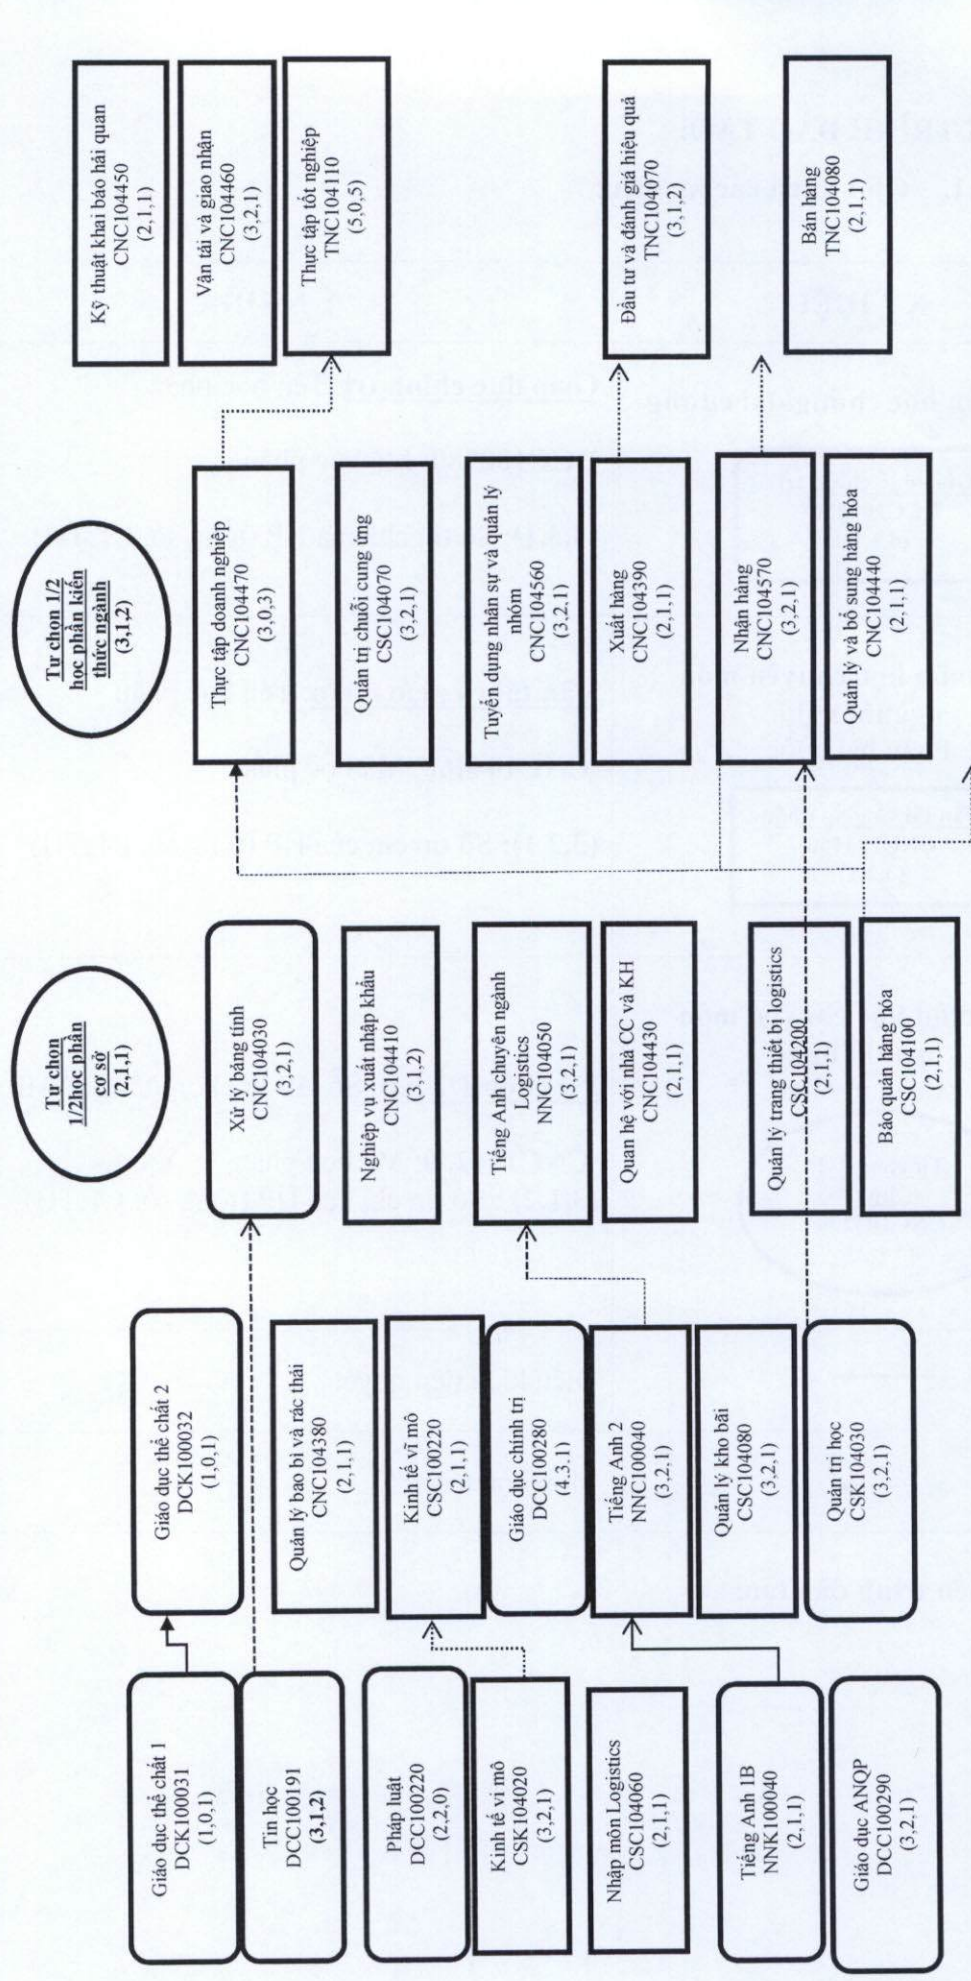 Giáo dục thể chất 1
DCK100031
(1,0,1)
Tin học
DCC100191
(3,1,2)
Pháp luật
DCC100220
(2,2,0)
Kinh tế vi mô
CSK104020
(3,2,1)
Nhập môn Logistics
CSC104060
(2,1,1)
Tiếng Anh 1B
NNK100040
(2,1,1)
Giáo dục ANQP
DCC100290
(3,2,1)
Giáo dục thể chất 2
DCK100032
(1,0,1)
Quản lý bao bì và rác thải
CNC104380
(2,1,1)
Kinh tế vĩ mô
CSC100220
(2,1,1)
Giáo dục chính trị
DCC100280
(4.3.1)
Tiếng Anh 2
NNC100040
(3,2,1)
Quản lý kho bãi
CSC104080
(3,2,1)
Quản trị học
CSK104030
(3,2,1)
Tự chọn
1/2học phần
cơ sở
(2,1,1)
Xử lý bảng tính
CNC104030
(3,2,1)
Nghiệp vụ xuất nhập khẩu
CNC104410
(3,1,2)
Tiếng Anh chuyên ngành
Logistics
NNC104050
(3,2,1)
Quan hệ với nhà CC và KH
CNC104430
(2,1,1)
Quản lý trang thiết bị logistics
CSC104200
(2,1,1)
Bảo quản hàng hóa
CSC104100
(2,1,1)
Tự chọn 1/2
học phần kiến
thức ngành
(3,1,2)
Thực tập doanh nghiệp
CNC104470
(3,0,3)
Quản trị chuỗi cung ứng
CSC104070
(3,2,1)
Tuyển dụng nhân sự và quản lý
nhóm
CNC104560
(3,2,1)
Xuất hàng
CNC104390
(2,1,1)
Nhận hàng
CNC104570
(3,2,1)
Quản lý và bổ sung hàng hóa
CNC104440
(2,1,1)
Kỹ thuật khai báo hải quan
CNC104450
(2,1,1)
Vận tải và giao nhận
CNC104460
(3,2,1)
Thực tập tốt nghiệp
TNC104110
(5,0,5)
Đầu tư và đánh giá hiệu quả
TNC104070
(3,1,2)
Bán hàng
TNC104080
(2,1,1)